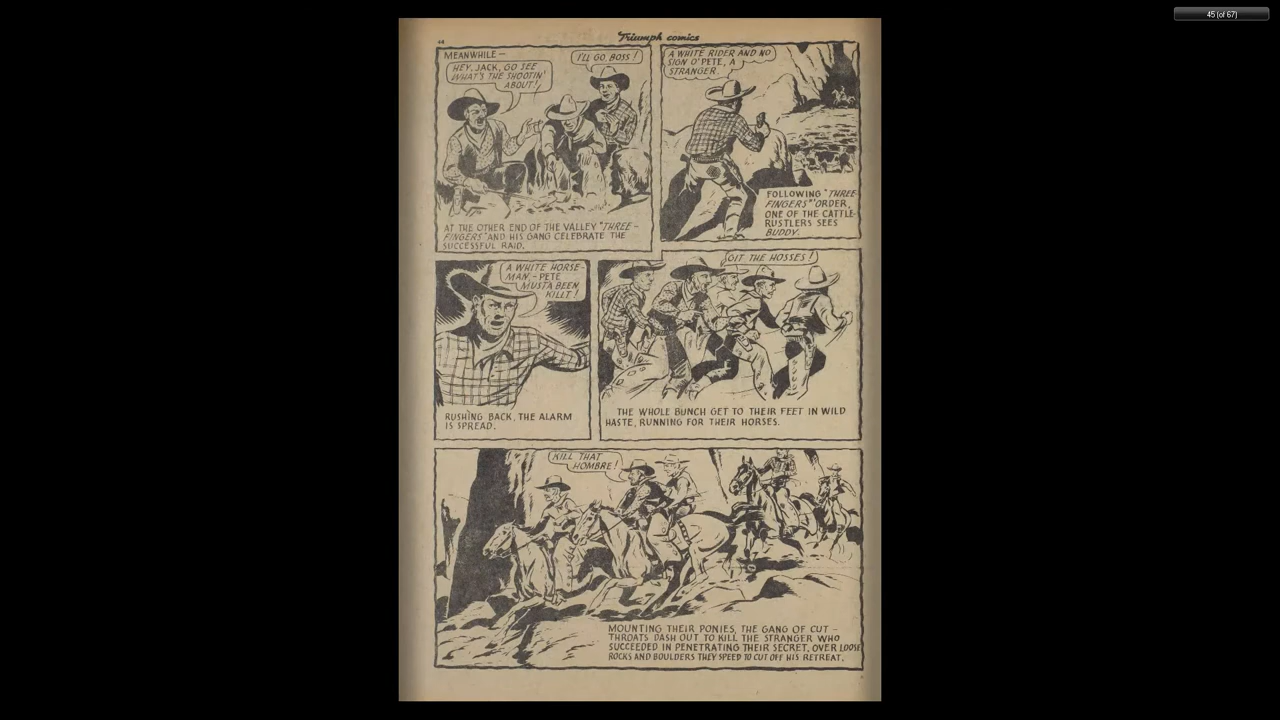 45 (of 67)
44
Triumph comics
MEANWHILE—
HEY, JACK, GO SEE
WHAT'S THE SHOOTIN'
ABOUT!
I'LL GO, BOSS!
AT THE OTHER END OF THE VALLEY "THREE-
FINGERS" AND HIS GANG CELEBRATE THE
SUCCESSFUL RAID.
A WHITE RIDER AND NO
SIGN O' PETE, A
STRANGER.
FOLLOWING "THREE
FINGERS'" ORDER,
ONE OF THE CATTLE-
RUSTLERS SEES
BUDDY.
A WHITE HORSE-
MAN,- PETE
MUSTA BEEN
KILLT!
RUSHING BACK, THE ALARM
IS SPREAD.
GIT THE HOSSES!
THE WHOLE BUNCH GET TO THEIR FEET IN WILD
HASTE, RUNNING FOR THEIR HORSES.
KILL THAT
HOMBRE!
MOUNTING THEIR PONIES, THE GANG OF CUT-
THROATS DASH OUT TO KILL THE STRANGER WHO
SUCCEEDED IN PENETRATING THEIR SECRET. OVER LOOSE
ROCKS AND BOULDERS THEY SPEED TO CUT OFF HIS RETREAT.